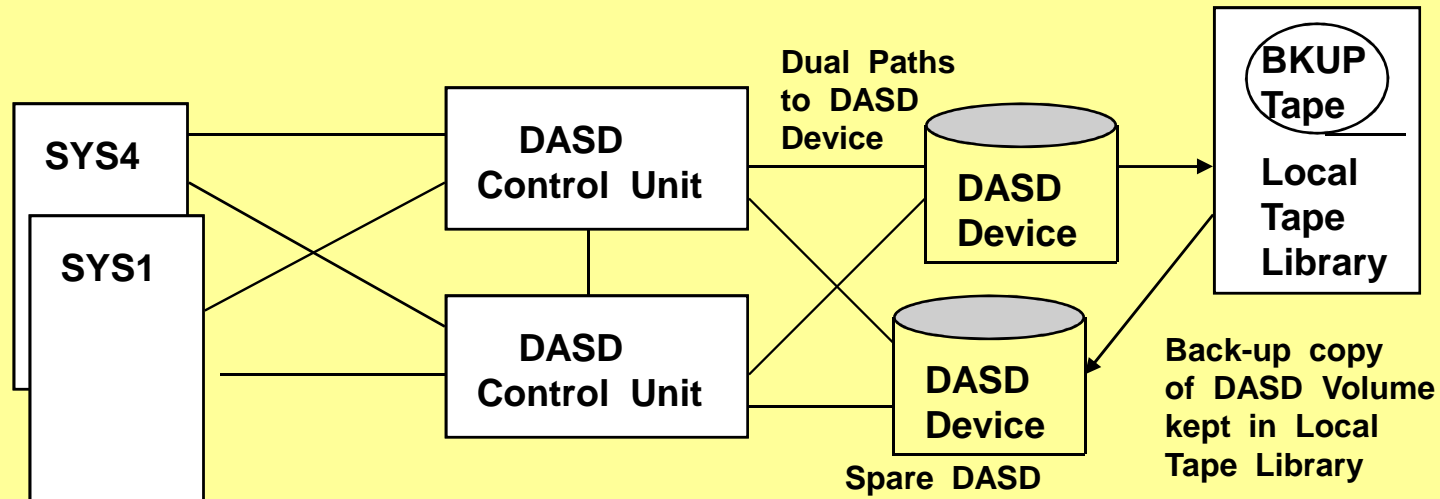 SYS4
SYS1
DASD
Control Unit
DASD
Control Unit
Dual Paths
to DASD
Device
DASD
Device
DASD
Device
Spare DASD
BKUP
Tape
Local
Tape
Library
Back-up copy
of DASD Volume
kept in Local
Tape Library